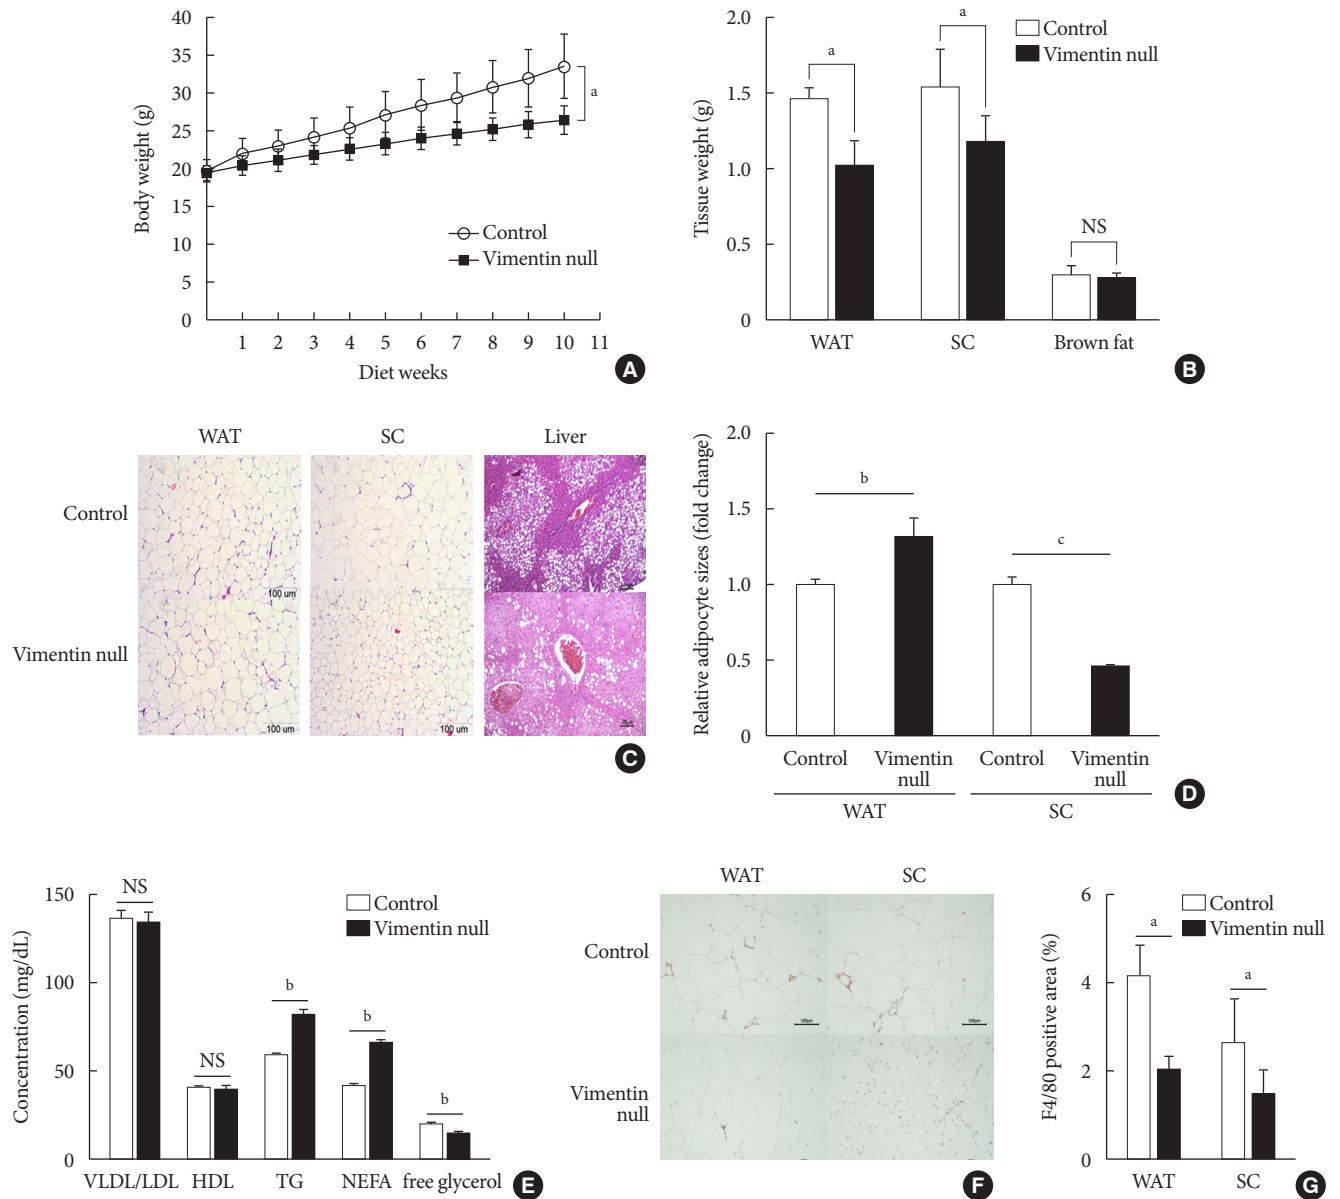 40
35
30
25
20
15
10
5
0
Body weight (g)
a
Control
Vimentin null
1 2 3 4 5 6 7 8 9 10 11
Diet weeks
A
2.0
1.5
1.0
0.5
0
Tissue weight (g)
a
a
NS
Control
Vimentin null
WAT SC Brown fat
B
WAT SC Liver
Control
Vimentin null
100 um
100 um
100 um
C
2.0
1.5
1.0
0.5
0
Relative adipocyte sizes (fold change)
b
c
Control Vimentin null Control Vimentin null
WAT SC
D
150
100
50
0
Concentration (mg/dL)
NS
NS
b
b
b
Control
Vimentin null
VLDL/LDL HDL TG NEFA free glycerol
E
WAT SC
Control
Vimentin
null
100μm
100μm
F
6
4
2
0
F4/80 positive area (%)
a
a
Control
Vimentin null
WAT SC
G